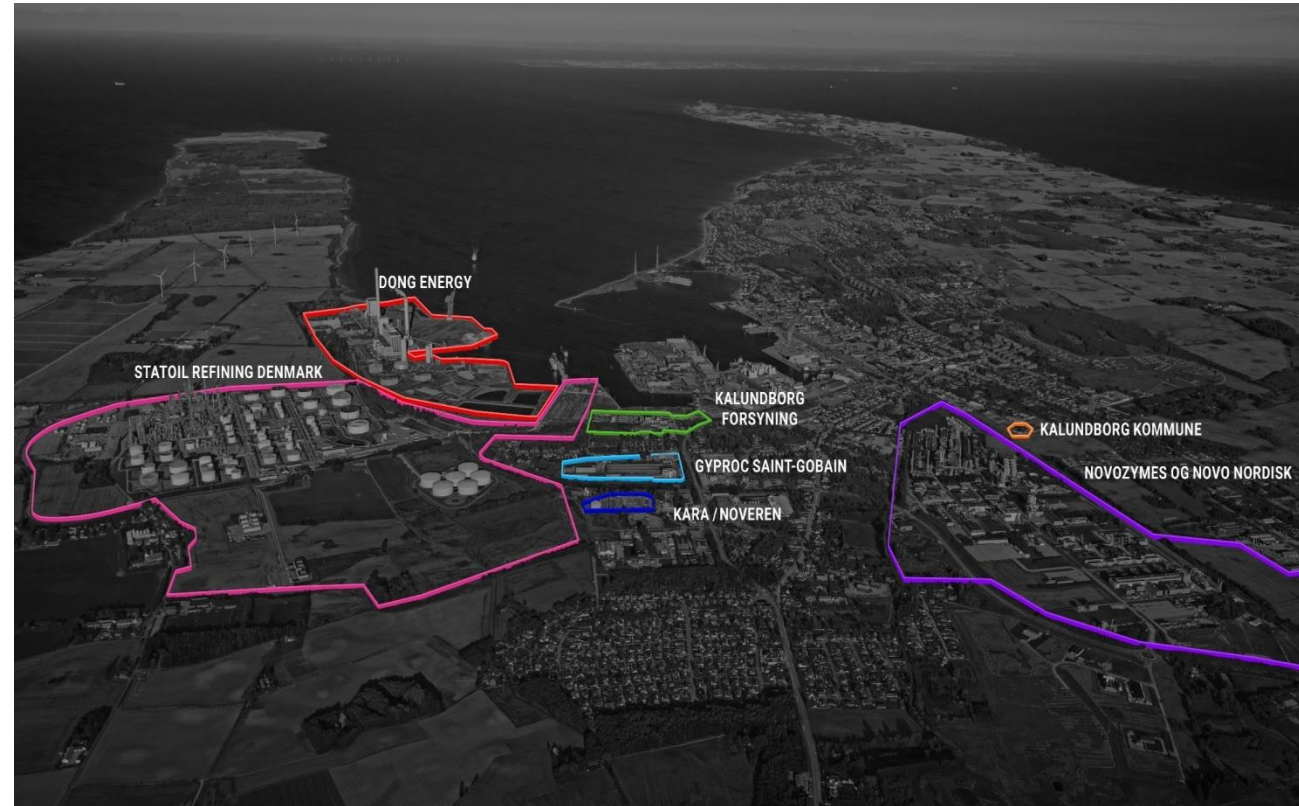 DONG ENERGY
STATOIL REFINING DENMARK
KALUNDBORG
FORSYNING
KALUNDBORG KOMMUNE
GYPROC SAINT-GOBAIN
NOVOZYMES OG NOVO NORDISK
KARA / NOVEREN